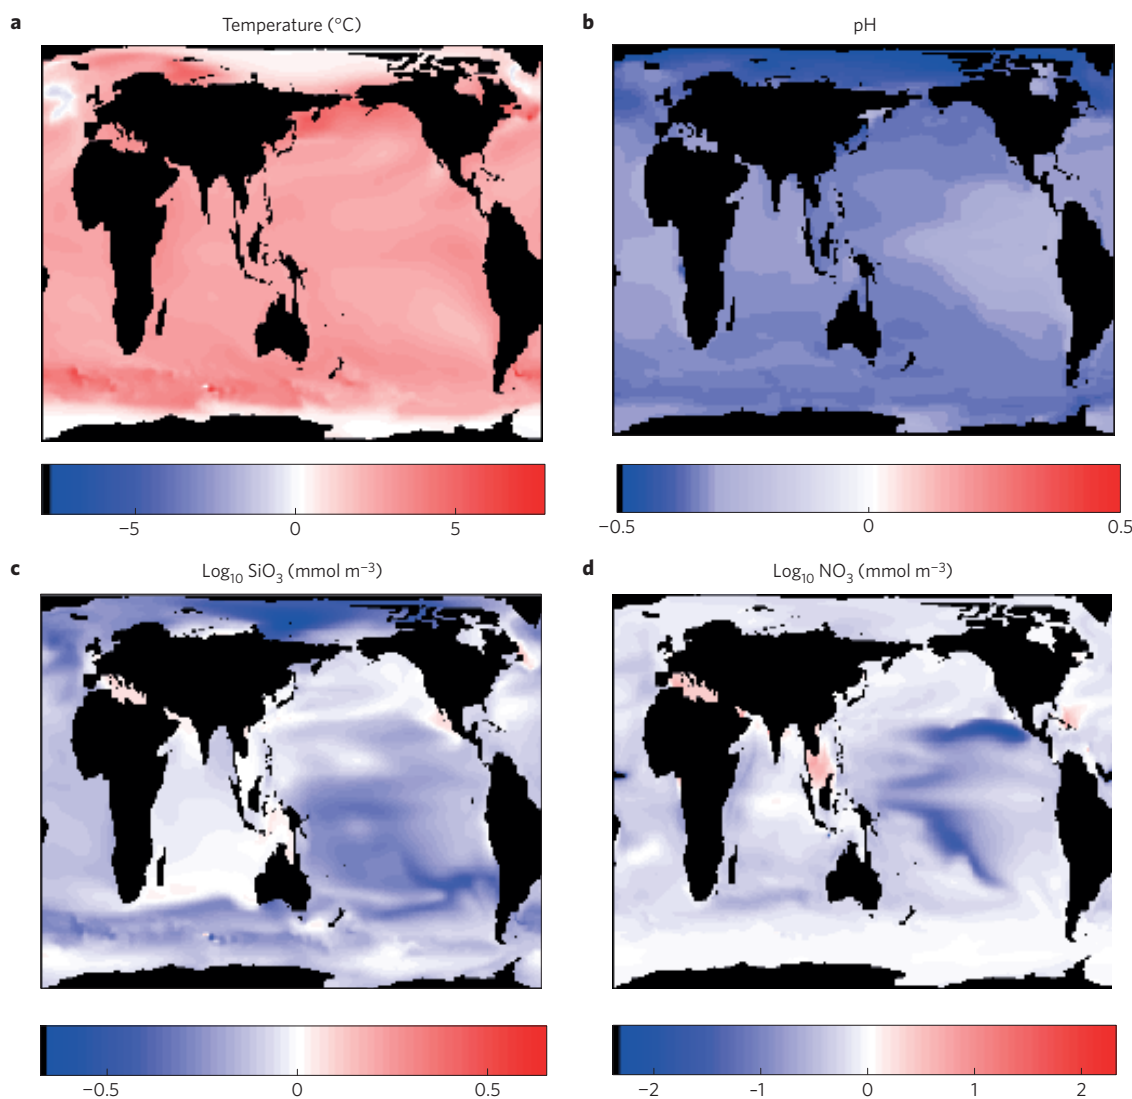 a Temperature (°C)
b pH
−5 0 5
−0.5 0 0.5
c Log₁₀ SiO₃ (mmol m⁻³)
d Log₁₀ NO₃ (mmol m⁻³)
−0.5 0 0.5
−2 -1 0 1 2